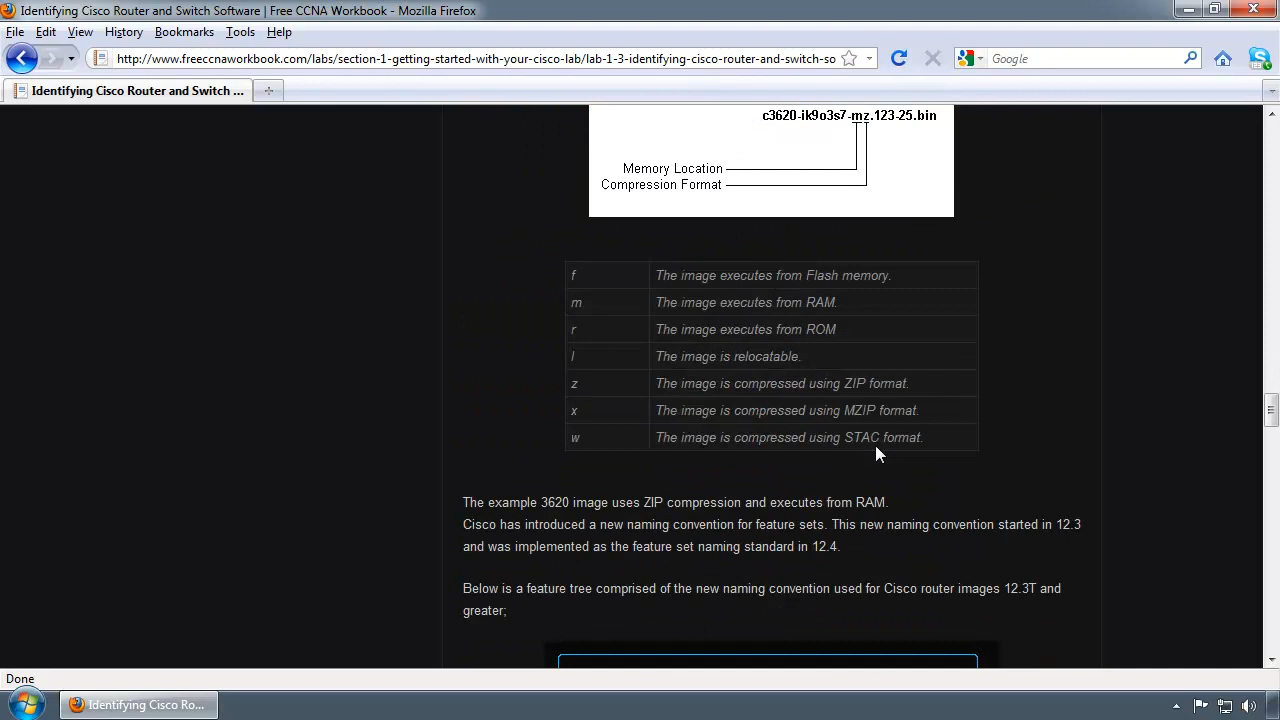 Identifying Cisco Router and Switch Software | Free CCNA Workbook - Mozilla Firefox
File Edit View History Bookmarks Tools Help
http://www.freeccnaworkbook.com/labs/section-1-getting-started-with-your-cisco-lab/lab-1-3-identifying-cisco-router-and-switch-so
Google
Identifying Cisco Router and Switch ...
c3620-ik9o3s7-mz.123-25.bin
Memory Location
Compression Format
f The image executes from Flash memory.
m The image executes from RAM.
r The image executes from ROM
l The image is relocatable.
z The image is compressed using ZIP format.
x The image is compressed using MZIP format.
w The image is compressed using STAC format.
The example 3620 image uses ZIP compression and executes from RAM.
Cisco has introduced a new naming convention for feature sets. This new naming convention started in 12.3
and was implemented as the feature set naming standard in 12.4.
Below is a feature tree comprised of the new naming convention used for Cisco router images 12.3T and
greater;
Done
Identifying Cisco Ro...